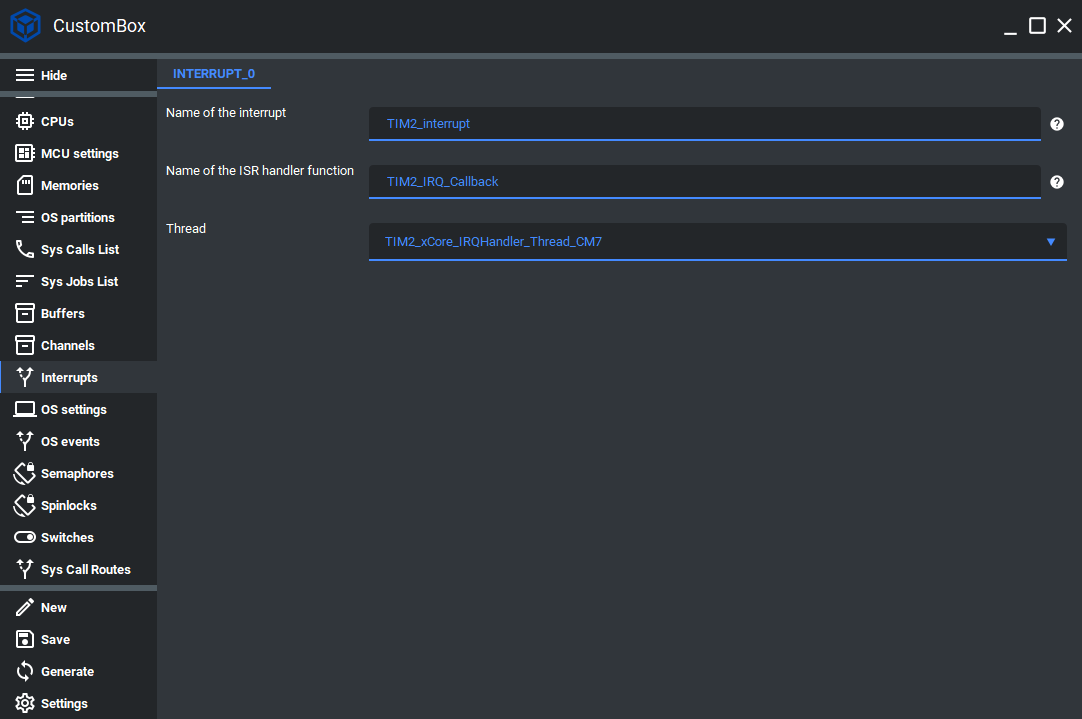 CustomBox
Hide
CPUs
MCU settings
Memories
OS partitions
Sys Calls List
Sys Jobs List
Buffers
Channels
Interrupts
OS settings
OS events
Semaphores
Spinlocks
Switches
Sys Call Routes
New
Save
Generate
Settings
INTERRUPT_0
Name of the interrupt
TIM2_interrupt
Name of the ISR handler function
TIM2_IRQ_Callback
Thread
TIM2_xCore_IRQHandler_Thread_CM7